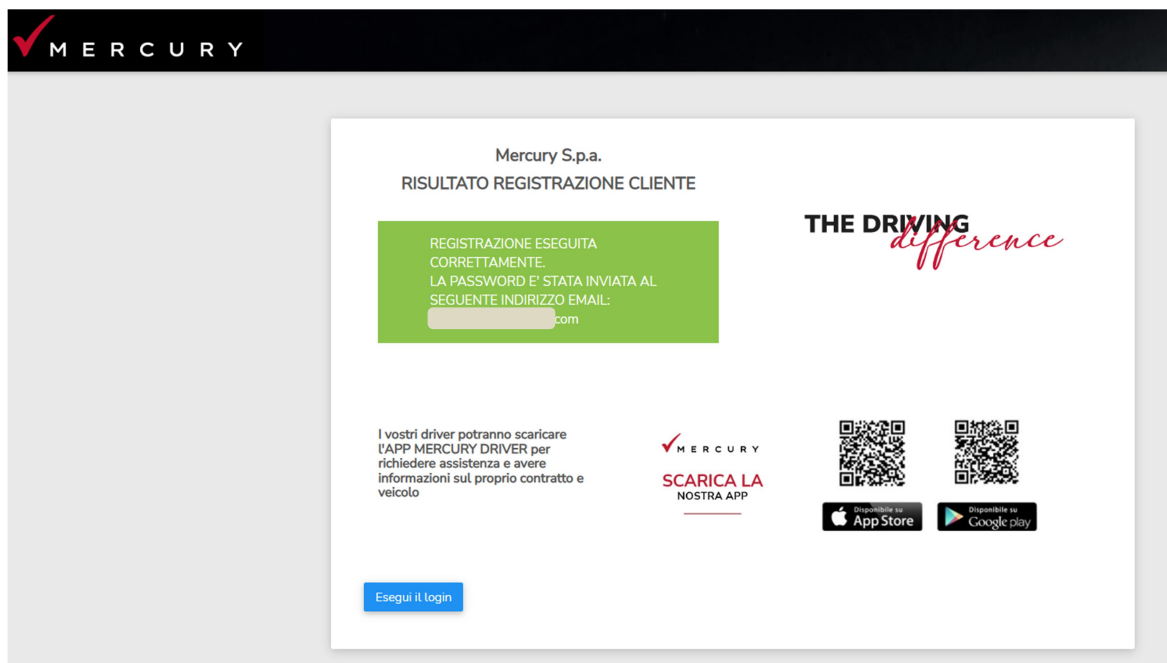 MERCURY
Mercury S.p.a.
RISULTATO REGISTRAZIONE CLIENTE
REGISTRAZIONE ESEGUITA
CORRETTAMENTE.
LA PASSWORD E' STATA INVIATA AL
SEGUENTE INDIRIZZO EMAIL:
com
THE DRIVING
difference
I vostri driver potranno scaricare
l'APP MERCURY DRIVER per
richiedere assistenza e avere
informazioni sul proprio contratto e
veicolo
MERCURY
SCARICA LA
NOSTRA APP
Disponibile su
App Store
Disponibile su
Google play
Esegui il login